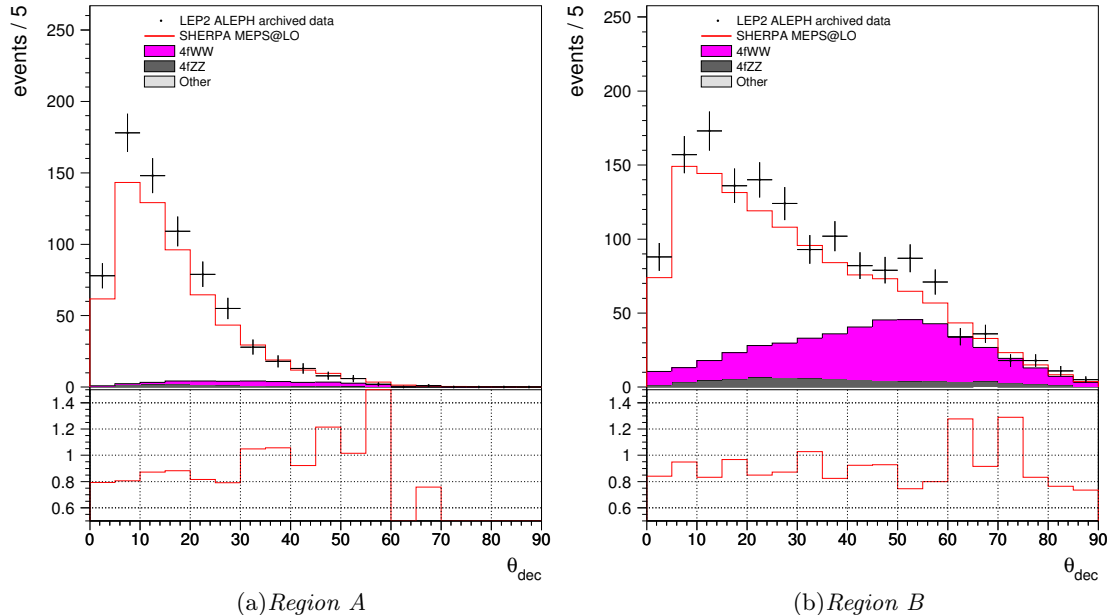 events / 5
LEP2 ALEPH archived data
SHERPA MEPS@LO
4fWW
4fZZ
Other
250
200
150
100
50
0
1.4
1.2
1
0.8
0.6
0 10 20 30 40 50 60 70 80 90
θdec
(a)Region A
events / 5
LEP2 ALEPH archived data
SHERPA MEPS@LO
4fWW
4fZZ
Other
250
200
150
100
50
0
1.4
1.2
1
0.8
0.6
0 10 20 30 40 50 60 70 80 90
θdec
(b)Region B